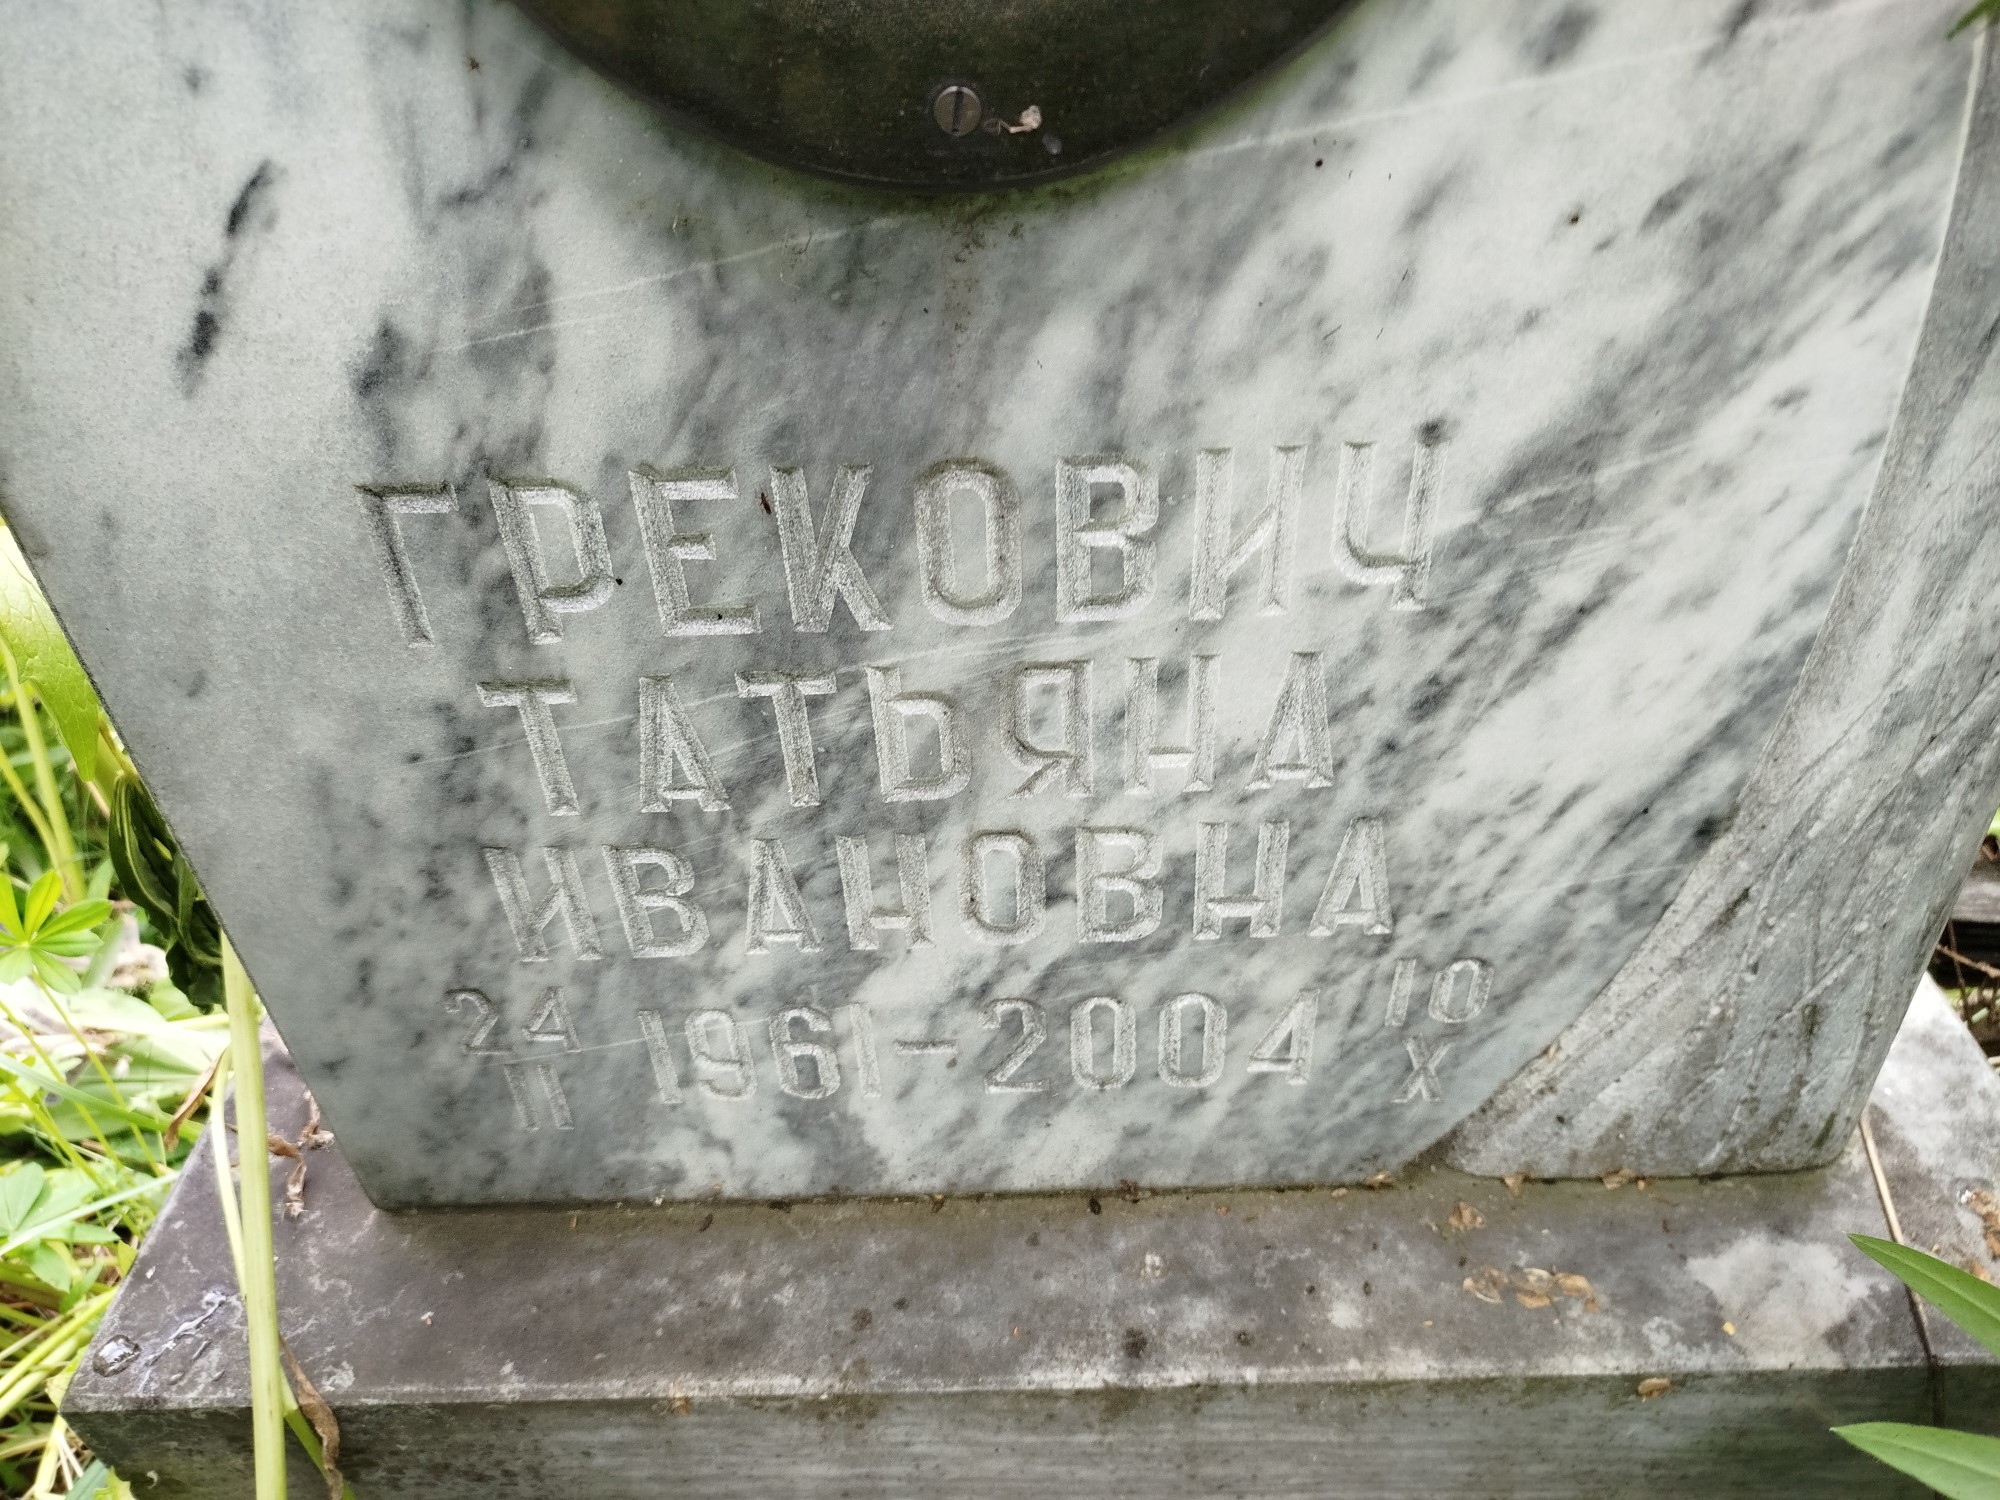 ГРЕКОВИЧ
ТАТЬЯНА
ИВАНОВНА
24 II 1961-2004 10 X